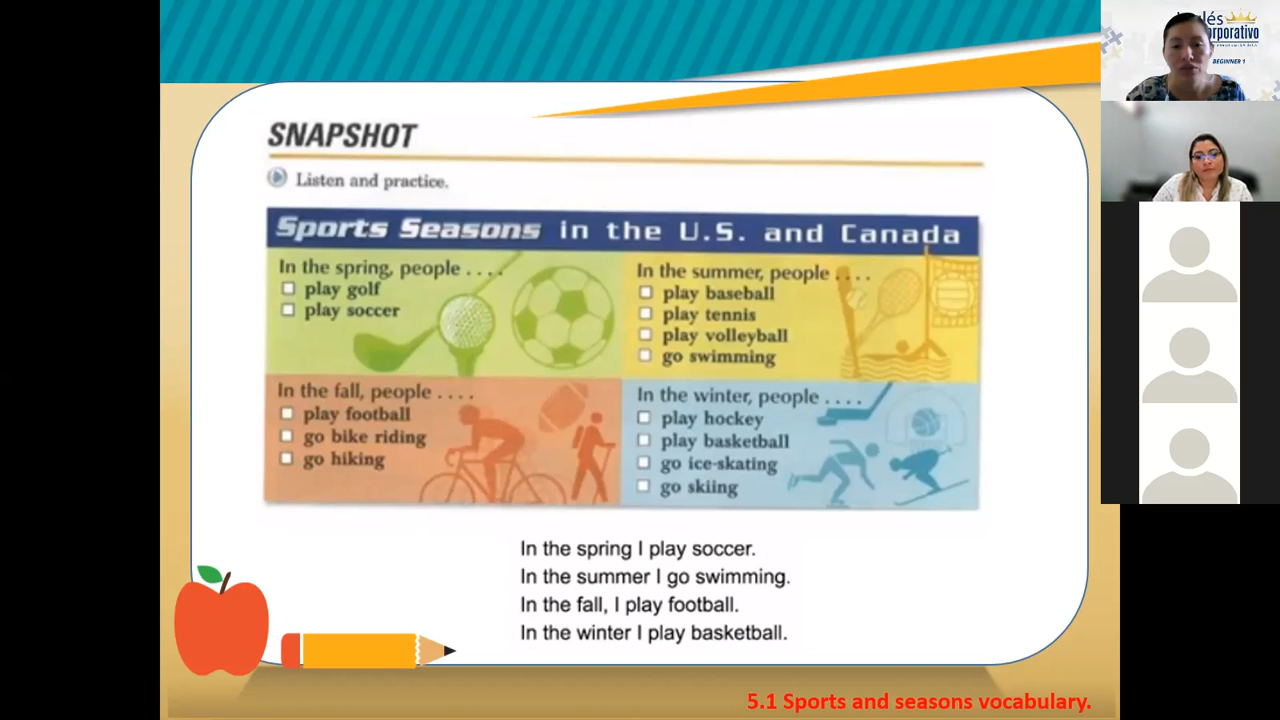 SNAPSHOT
Listen and practice.
Sports Seasons in the U.S. and Canada
In the spring, people . . . .
play golf
play soccer
In the summer, people . . . .
play baseball
play tennis
play volleyball
go swimming
In the fall, people . . . .
play football
go bike riding
go hiking
In the winter, people . . . .
play hockey
play basketball
go ice-skating
go skiing
In the spring I play soccer.
In the summer I go swimming.
In the fall, I play football.
In the winter I play basketball.
5.1 Sports and seasons vocabulary.
BEGINNER 1